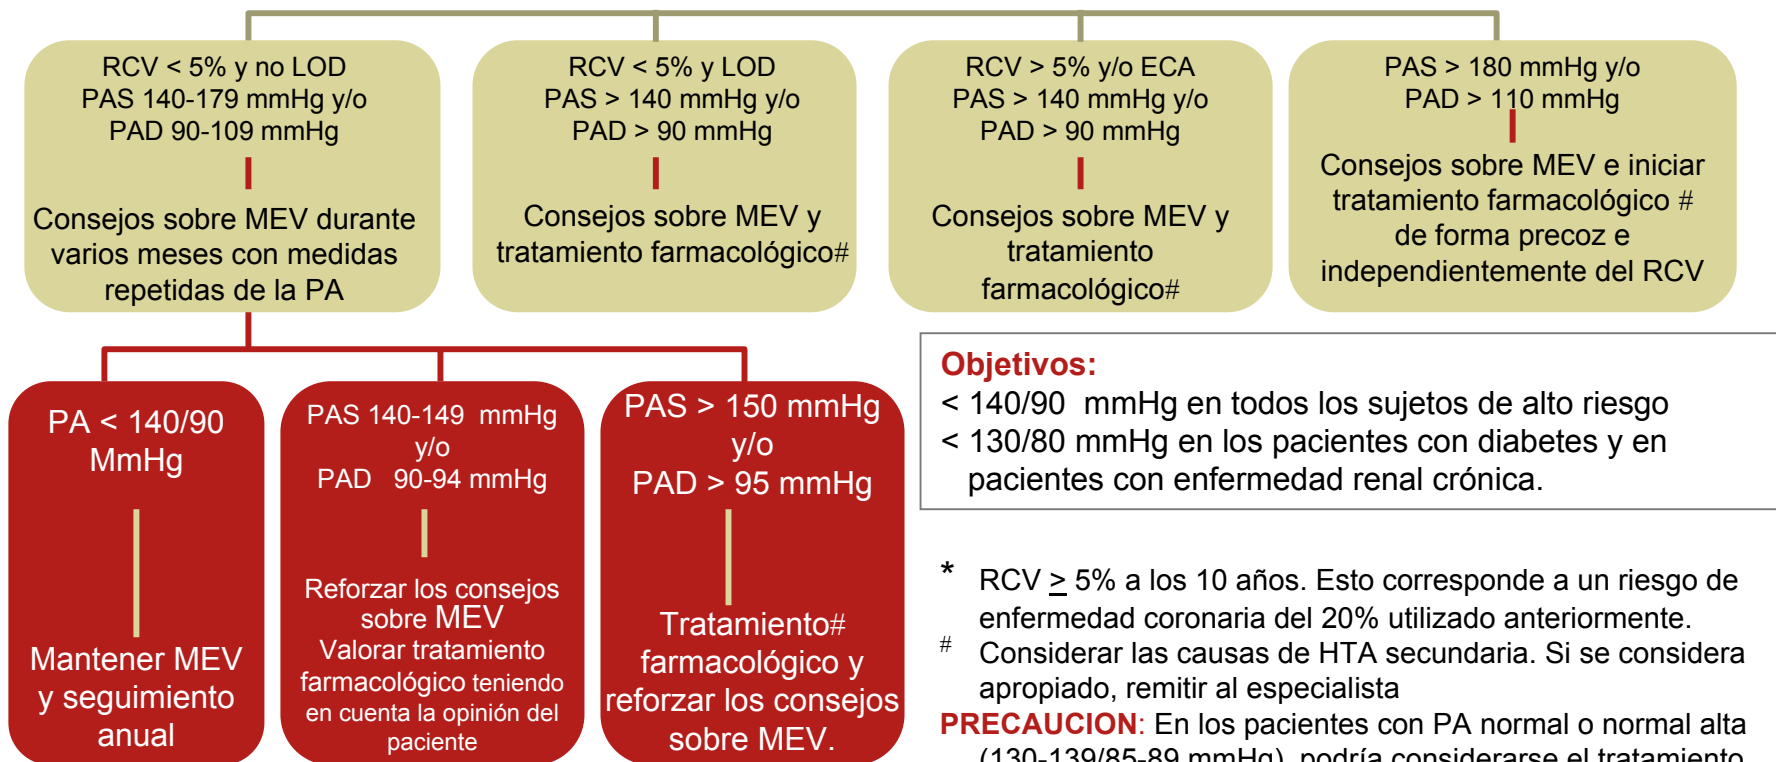 RCV < 5% y no LOD
PAS 140-179 mmHg y/o
PAD 90-109 mmHg
Consejos sobre MEV durante
varios meses con medidas
repetidas de la PA
RCV < 5% y LOD
PAS > 140 mmHg y/o
PAD > 90 mmHg
Consejos sobre MEV y
tratamiento farmacológico#
RCV > 5% y/o ECA
PAS > 140 mmHg y/o
PAD > 90 mmHg
Consejos sobre MEV y
tratamiento
farmacológico#
PAS > 180 mmHg y/o
PAD > 110 mmHg
Consejos sobre MEV e iniciar
tratamiento farmacológico #
de forma precoz e
independientemente del RCV
PA < 140/90
MmHg
Mantener MEV
y seguimiento
anual
PAS 140-149 mmHg
y/o
PAD 90-94 mmHg
Reforzar los consejos
sobre MEV
Valorar tratamiento
farmacológico teniendo
en cuenta la opinión del
paciente
PAS > 150 mmHg
y/o
PAD > 95 mmHg
Tratamiento#
farmacológico y
reforzar los consejos
sobre MEV.
Objetivos:
< 140/90 mmHg en todos los sujetos de alto riesgo
< 130/80 mmHg en los pacientes con diabetes y en
pacientes con enfermedad renal crónica.
* RCV ≥ 5% a los 10 años. Esto corresponde a un riesgo de
enfermedad coronaria del 20% utilizado anteriormente.
# Considerar las causas de HTA secundaria. Si se considera
apropiado, remitir al especialista
PRECAUCION: En los pacientes con PA normal o normal alta
(130-139/85-89 mmHg), podría considerarse el tratamiento